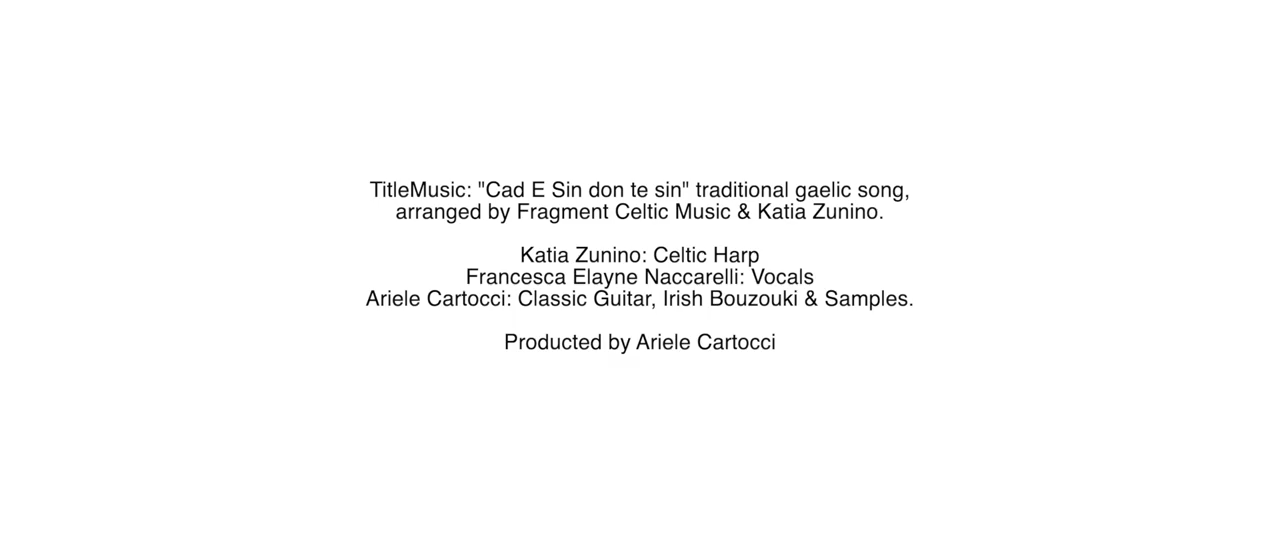 TitleMusic: "Cad E Sin don te sin" traditional gaelic song,
arranged by Fragment Celtic Music & Katia Zunino.
Katia Zunino: Celtic Harp
Francesca Elayne Naccarelli: Vocals
Ariele Cartocci: Classic Guitar, Irish Bouzouki & Samples.
Producted by Ariele Cartocci